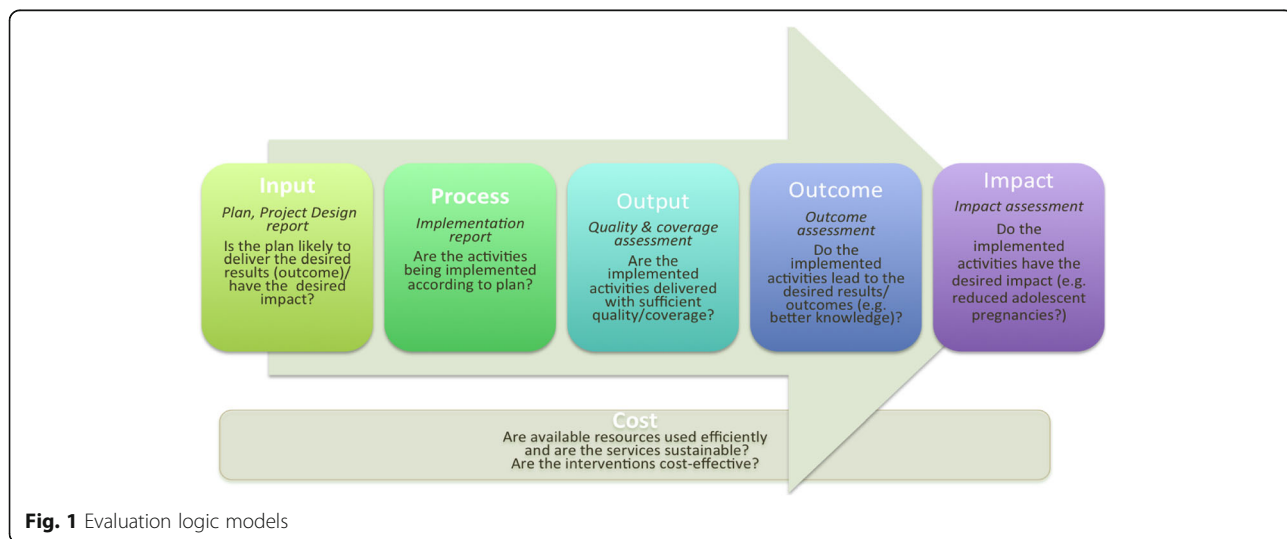 Input
Plan, Project Design
report
Is the plan likely to
deliver the desired
results (outcome)/
have the desired
impact?
Process
Implementation
report
Are the activities
being implemented
according to plan?
Output
Quality & coverage
assessment
Are the
implemented
activities delivered
with sufficient
quality/coverage?
Outcome
Outcome
assessment
Do the
implemented
activities lead to the
desired results/
outcomes (e.g.
better knowledge)?
Impact
Impact assessment
Do the
implemented
activities have the
desired impact (e.g.
reduced adolescent
pregnancies?)
Cost
Are available resources used efficiently
and are the services sustainable?
Are the interventions cost-effective?
Fig. 1 Evaluation logic models